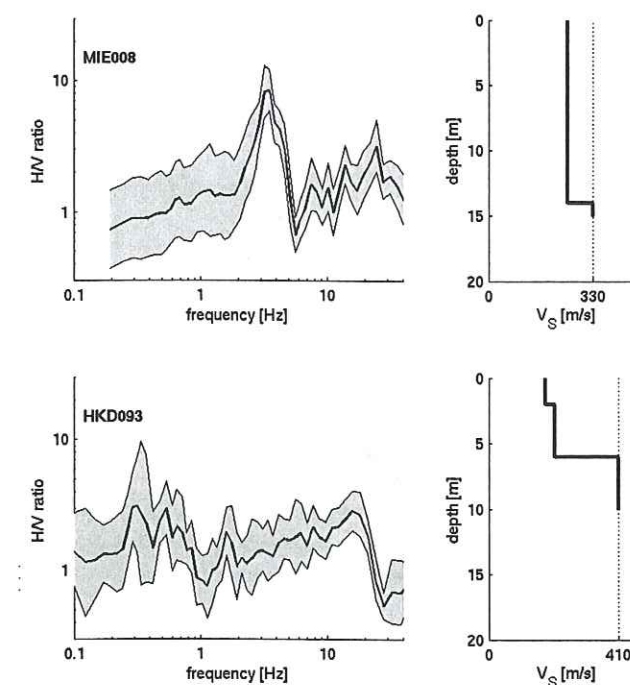 MIE008
10
1
H/V ratio
0.1
1
10
frequency [Hz]
0
5
10
15
20
depth [m]
0
330
V_S [m/s]
HKD093
10
1
H/V ratio
0.1
1
10
frequency [Hz]
0
5
10
15
20
depth [m]
0
410
V_S [m/s]